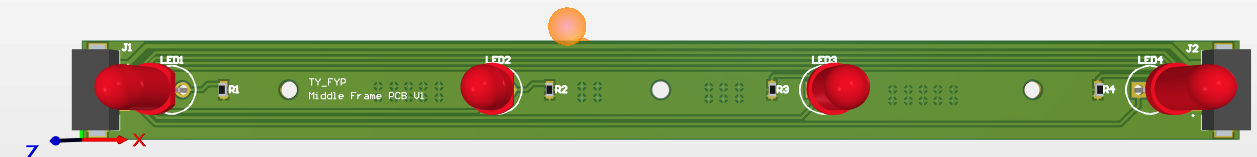 J1
J2
LED1
LED2
LED3
LED4
TY_FYP
Middle Frame PCB V1
R1
R2
R3
R4
Z
X